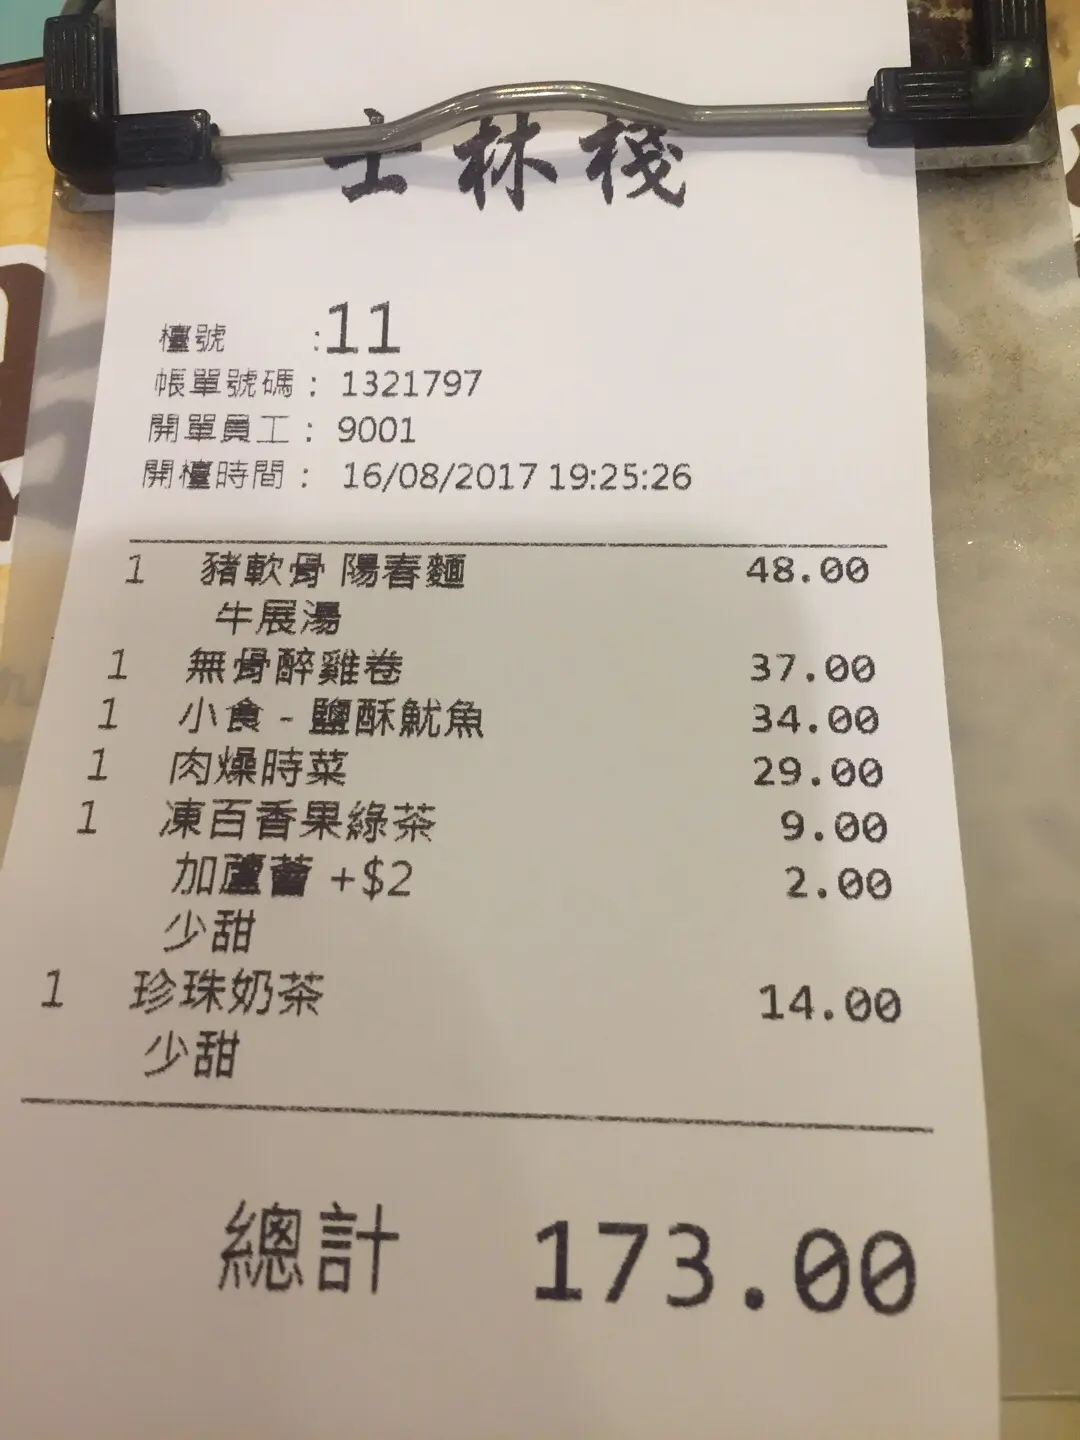 士林棧
檯號 :11
帳單號碼： 1321797
開單員工： 9001
開檯時間： 16/08/2017 19:25:26
1 豬軟骨 陽春麵 48.00
牛展湯
1 無骨醉雞卷 37.00
1 小食 - 鹽酥魷魚 34.00
1 肉燥時菜 29.00
1 凍百香果綠茶 9.00
加蘆薈 +$2 2.00
少甜
1 珍珠奶茶 14.00
少甜
總計 173.00